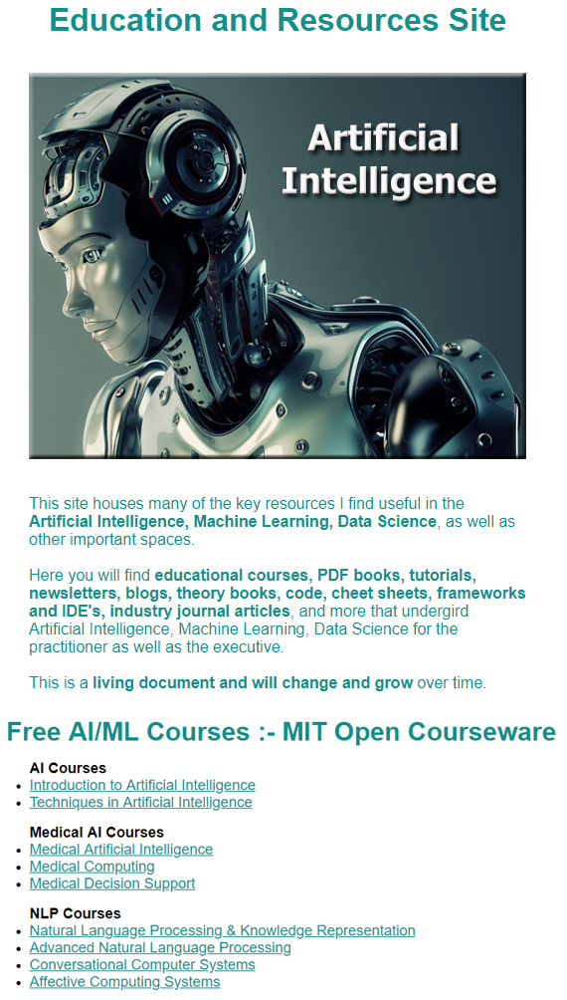 Education and Resources Site
Artificial
Intelligence
This site houses many of the key resources I find useful in the
Artificial Intelligence, Machine Learning, Data Science, as well as
other important spaces.
Here you will find educational courses, PDF books, tutorials,
newsletters, blogs, theory books, code, cheet sheets, frameworks
and IDE's, industry journal articles, and more that undergird
Artificial Intelligence, Machine Learning, Data Science for the
practitioner as well as the executive.
This is a living document and will change and grow over time.
Free AI/ML Courses :- MIT Open Courseware
AI Courses
• Introduction to Artificial Intelligence
• Techniques in Artificial Intelligence
Medical AI Courses
• Medical Artificial Intelligence
• Medical Computing
• Medical Decision Support
NLP Courses
• Natural Language Processing & Knowledge Representation
• Advanced Natural Language Processing
• Conversational Computer Systems
• Affective Computing Systems